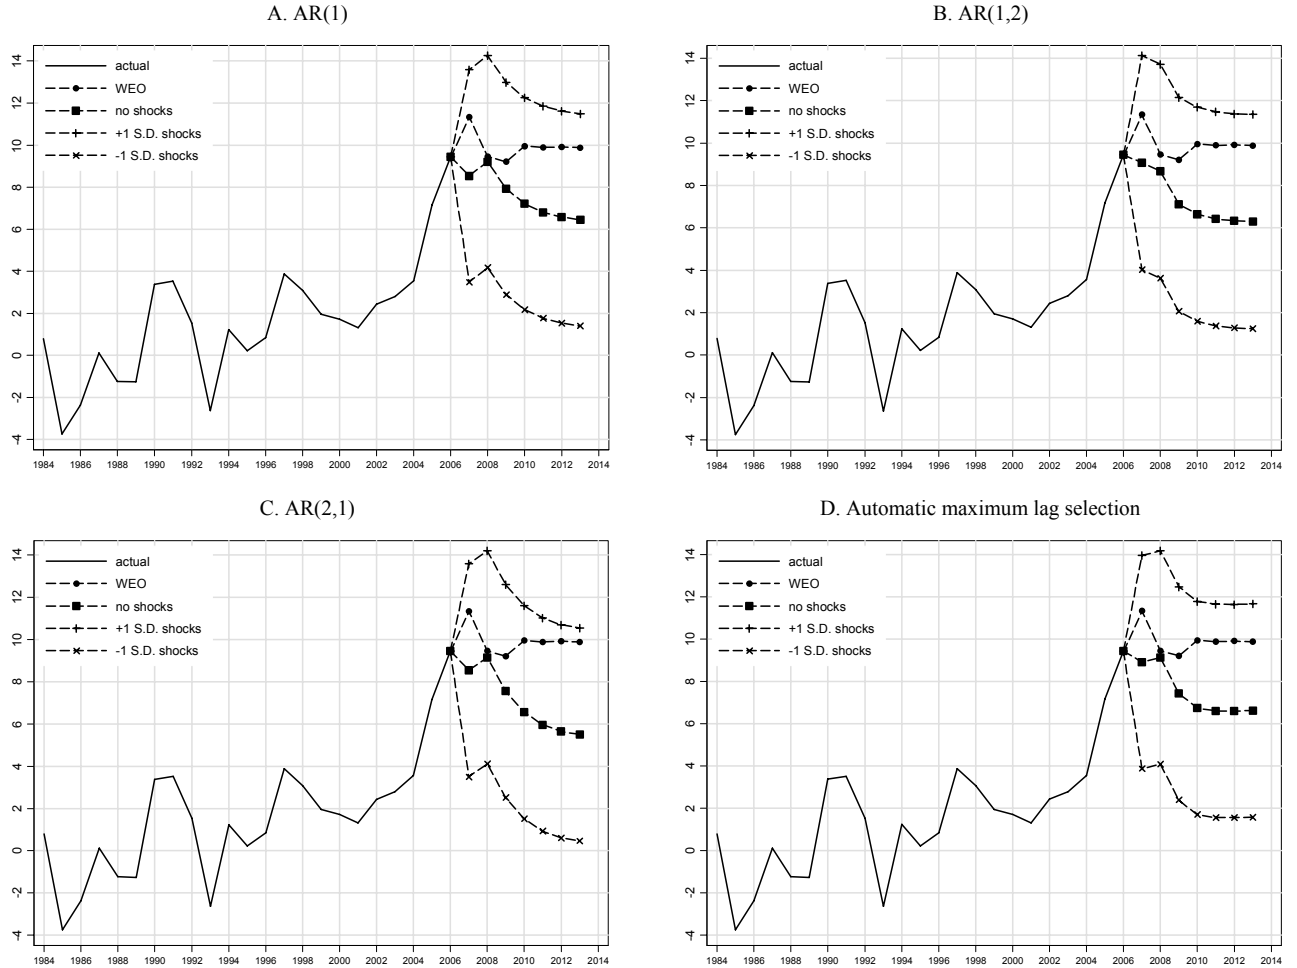 A. AR(1)
actual
WEO
no shocks
+1 S.D. shocks
-1 S.D. shocks
14
12
10
8
6
4
2
0
-2
-4
1984 1986 1988 1990 1992 1994 1996 1998 2000 2002 2004 2006 2008 2010 2012 2014
B. AR(1,2)
actual
WEO
no shocks
+1 S.D. shocks
-1 S.D. shocks
14
12
10
8
6
4
2
0
-2
-4
1984 1986 1988 1990 1992 1994 1996 1998 2000 2002 2004 2006 2008 2010 2012 2014
C. AR(2,1)
actual
WEO
no shocks
+1 S.D. shocks
-1 S.D. shocks
14
12
10
8
6
4
2
0
-2
-4
1984 1986 1988 1990 1992 1994 1996 1998 2000 2002 2004 2006 2008 2010 2012 2014
D. Automatic maximum lag selection
actual
WEO
no shocks
+1 S.D. shocks
-1 S.D. shocks
14
12
10
8
6
4
2
0
-2
-4
1984 1986 1988 1990 1992 1994 1996 1998 2000 2002 2004 2006 2008 2010 2012 2014